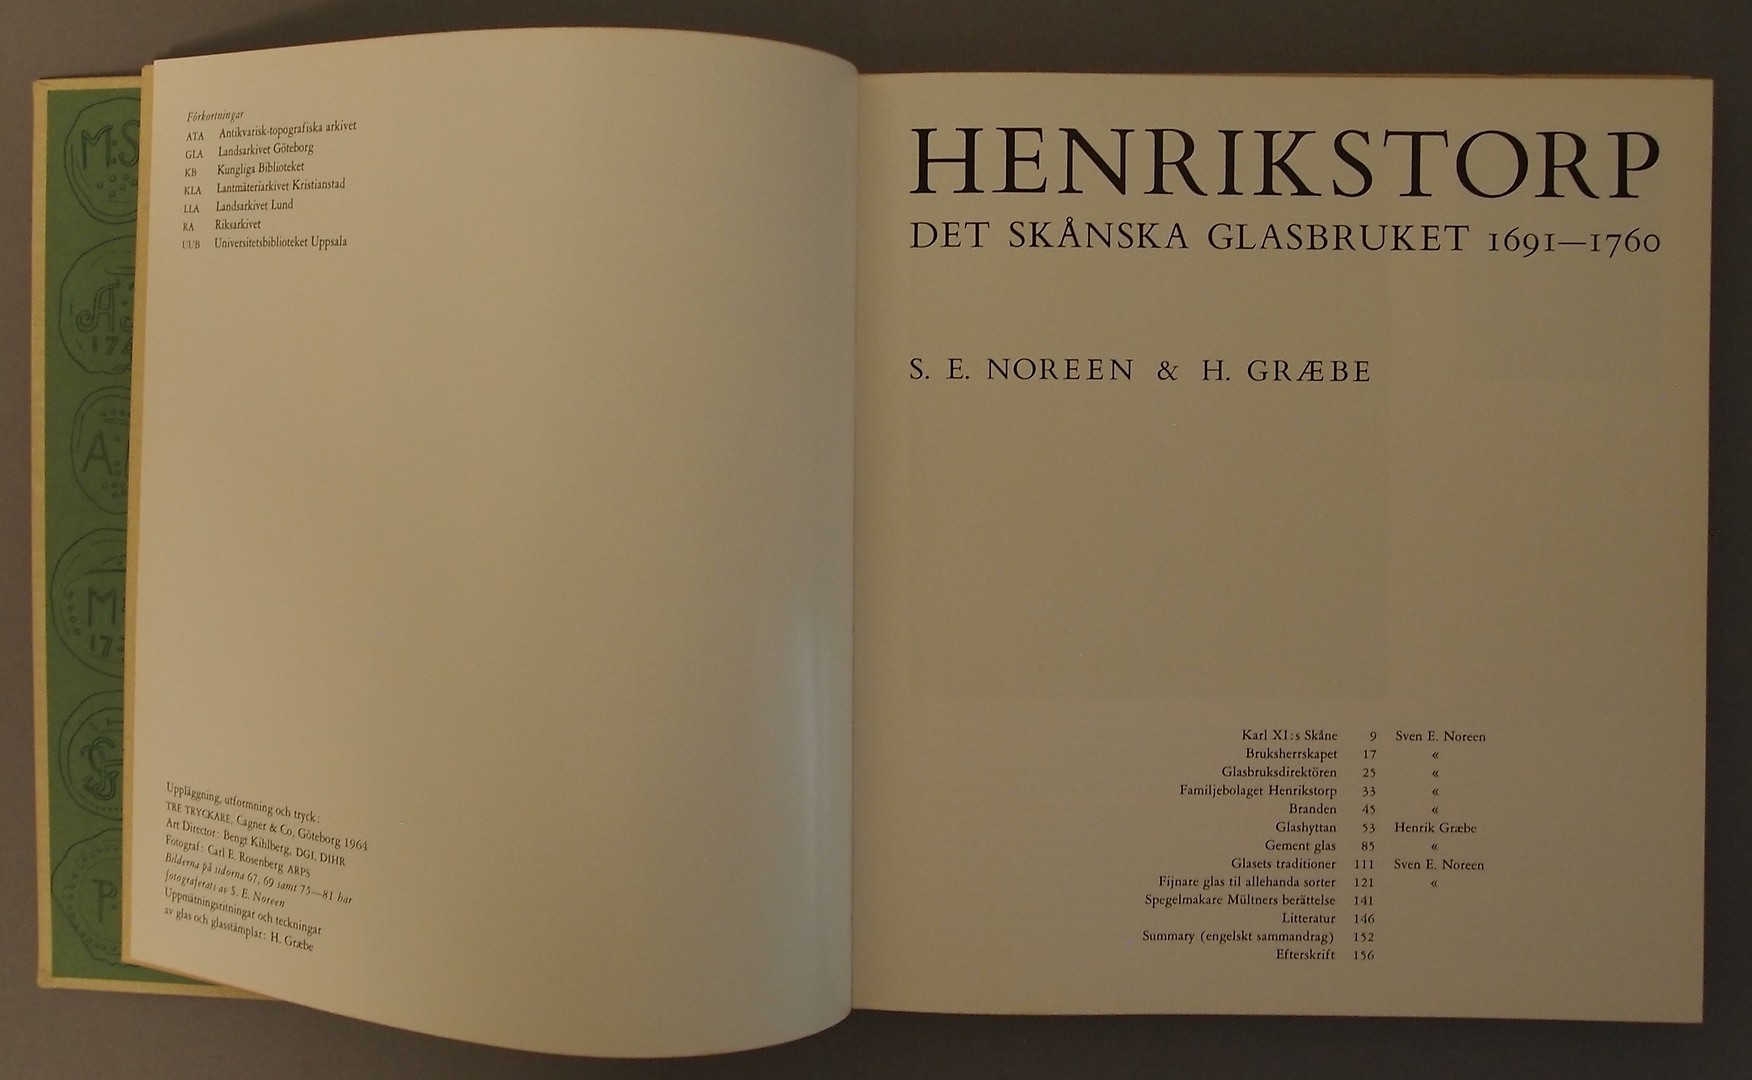 M:S
A
174
A:
M
17
P.
Förkortningar
ATA Antikvarisk-topografiska arkivet
GLA Landsarkivet Göteborg
KB Kungliga Biblioteket
KLA Lantmäteriarkivet Kristianstad
LLA Landsarkivet Lund
RA Riksarkivet
UUB Universitetsbiblioteket Uppsala
Uppläggning, utformning och tryck:
TRE TRYCKARE, Cagner & Co, Göteborg 1964
Art Director: Bengt Kihlberg, DGI, DIHR
Fotograf: Carl E. Rosenberg ARPS
Bilderna på sidorna 67, 69 samt 75—81 har
fotograferats av S. E. Noreen
Uppmätningsritningar och teckningar
av glas och glasstämplar: H. Græbe
HENRIKSTORP
DET SKÅNSKA GLASBRUKET 1691—1760
S. E. NOREEN & H. GRÆBE
Karl XI:s Skåne 9 Sven E. Noreen
Bruksherrskapet 17 «
Glasbruksdirektören 25 «
Familjebolaget Henrikstorp 33 «
Branden 45 «
Glashyttan 53 Henrik Græbe
Gement glas 85 «
Glasets traditioner 111 Sven E. Noreen
Fijnare glas til allehanda sorter 121 «
Spegelmakare Mültners berättelse 141
Litteratur 146
Summary (engelskt sammandrag) 152
Efterskrift 156